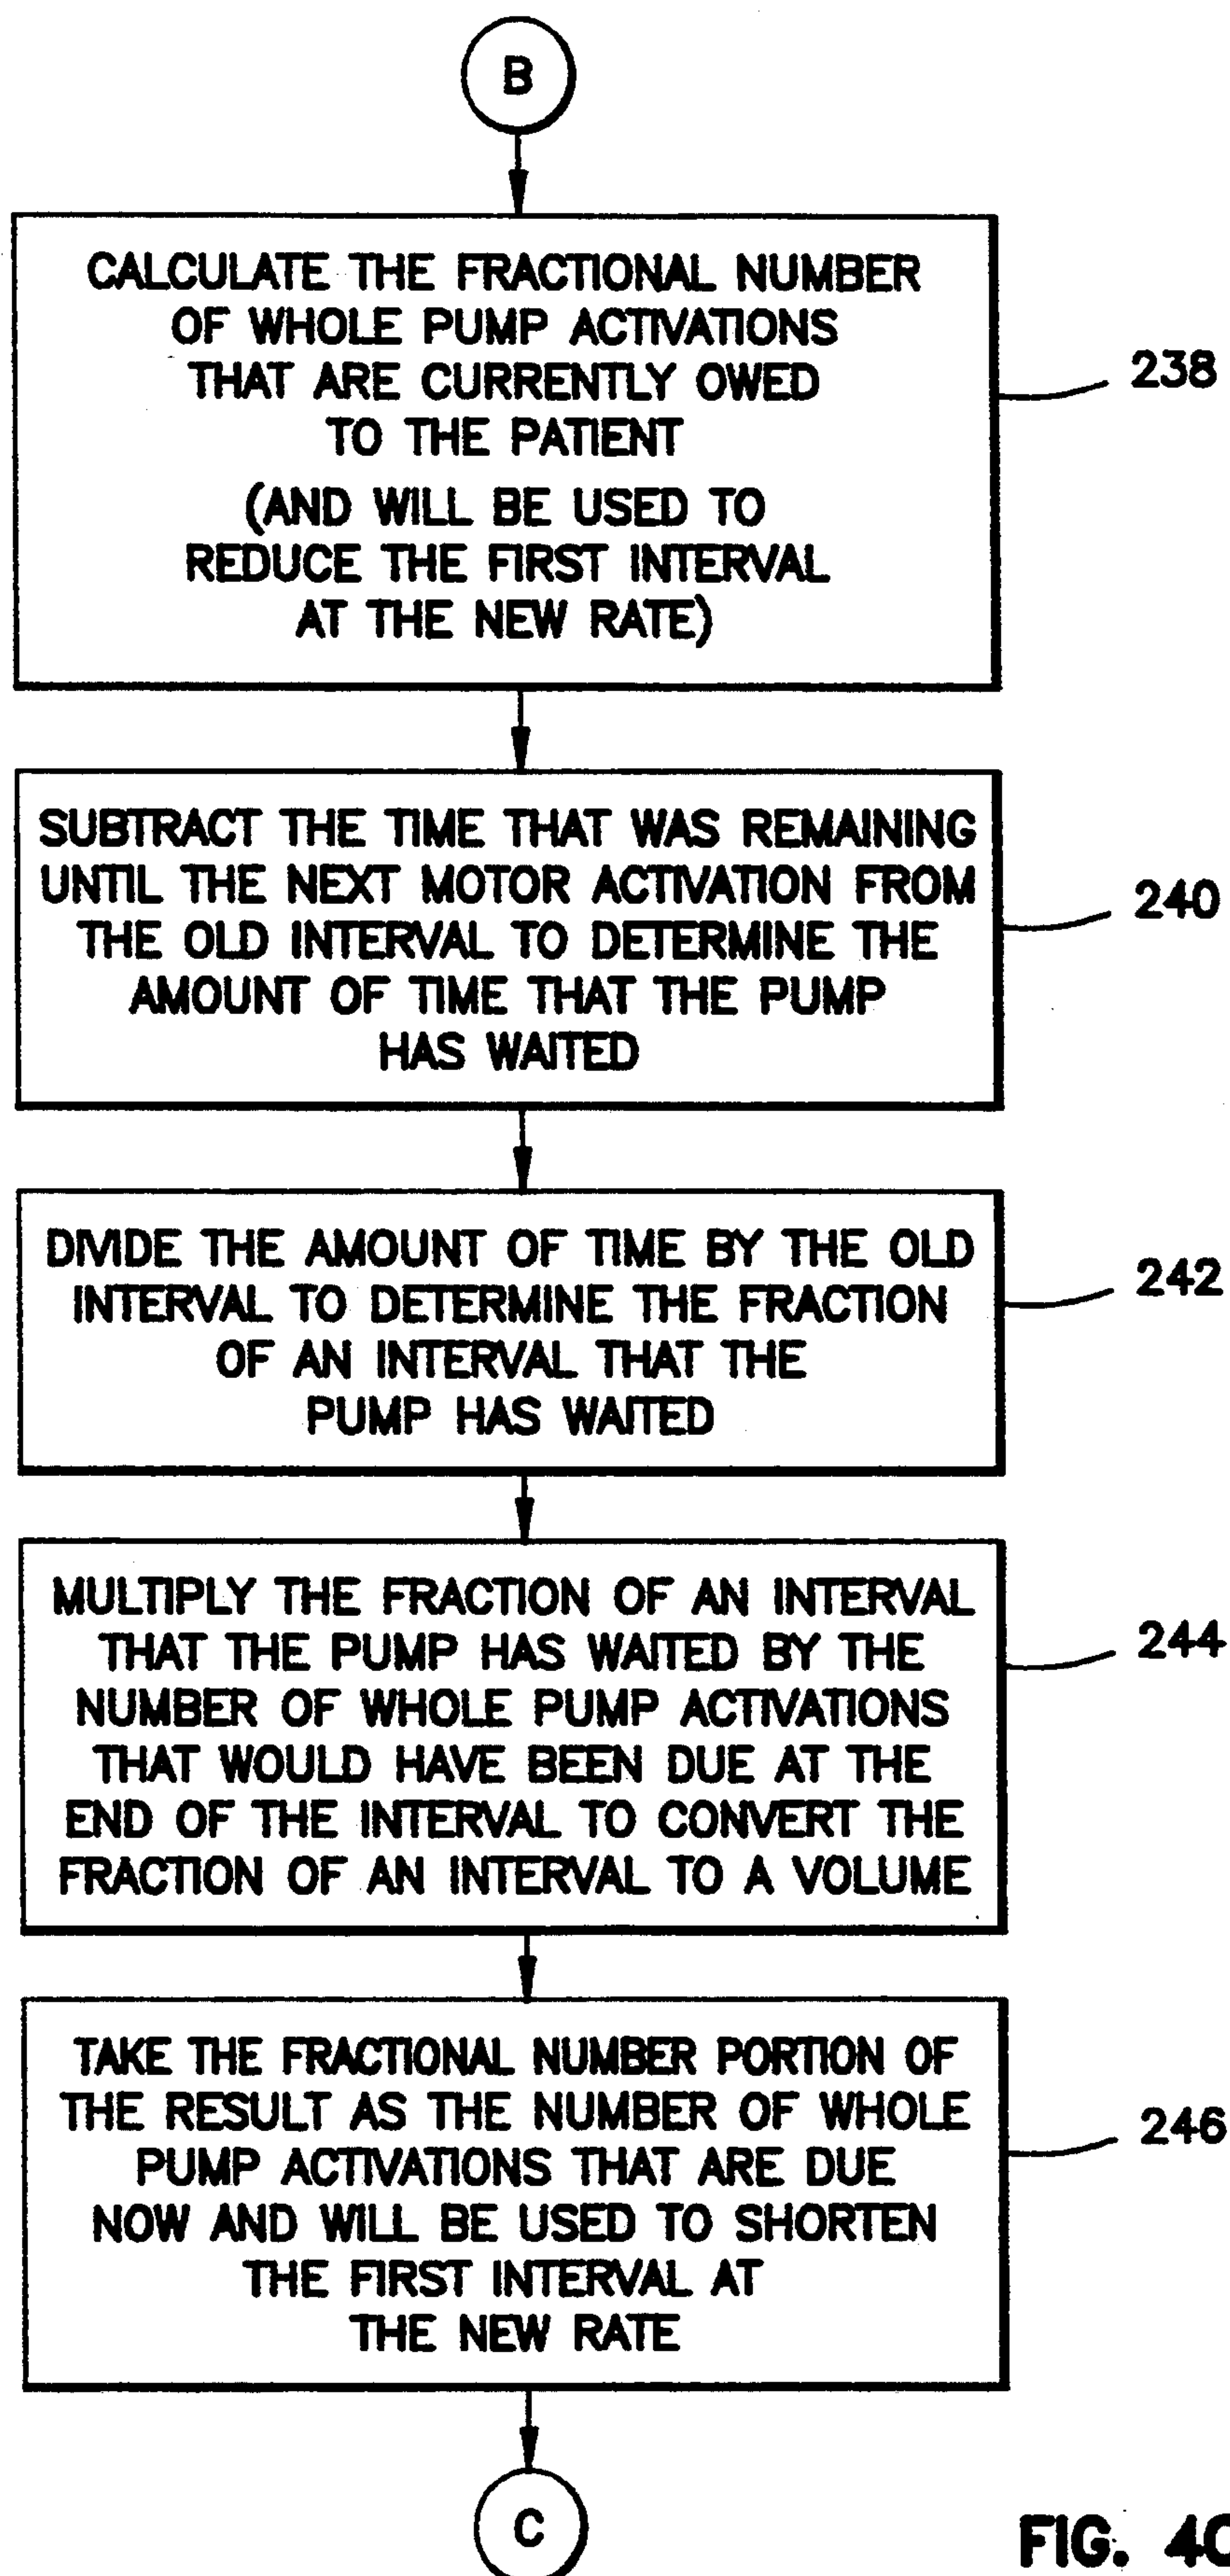 B
CALCULATE THE FRACTIONAL NUMBER
OF WHOLE PUMP ACTIVATIONS
THAT ARE CURRENTLY OWED
TO THE PATIENT
(AND WILL BE USED TO
REDUCE THE FIRST INTERVAL
AT THE NEW RATE)
238
SUBTRACT THE TIME THAT WAS REMAINING
UNTIL THE NEXT MOTOR ACTIVATION FROM
THE OLD INTERVAL TO DETERMINE THE
AMOUNT OF TIME THAT THE PUMP
HAS WAITED
240
DIVIDE THE AMOUNT OF TIME BY THE OLD
INTERVAL TO DETERMINE THE FRACTION
OF AN INTERVAL THAT THE
PUMP HAS WAITED
242
MULTIPLY THE FRACTION OF AN INTERVAL
THAT THE PUMP HAS WAITED BY THE
NUMBER OF WHOLE PUMP ACTIVATIONS
THAT WOULD HAVE BEEN DUE AT THE
END OF THE INTERVAL TO CONVERT THE
FRACTION OF AN INTERVAL TO A VOLUME
244
TAKE THE FRACTIONAL NUMBER PORTION OF
THE RESULT AS THE NUMBER OF WHOLE
PUMP ACTIVATIONS THAT ARE DUE
NOW AND WILL BE USED TO SHORTEN
THE FIRST INTERVAL AT
THE NEW RATE
246
C
FIG. 4C